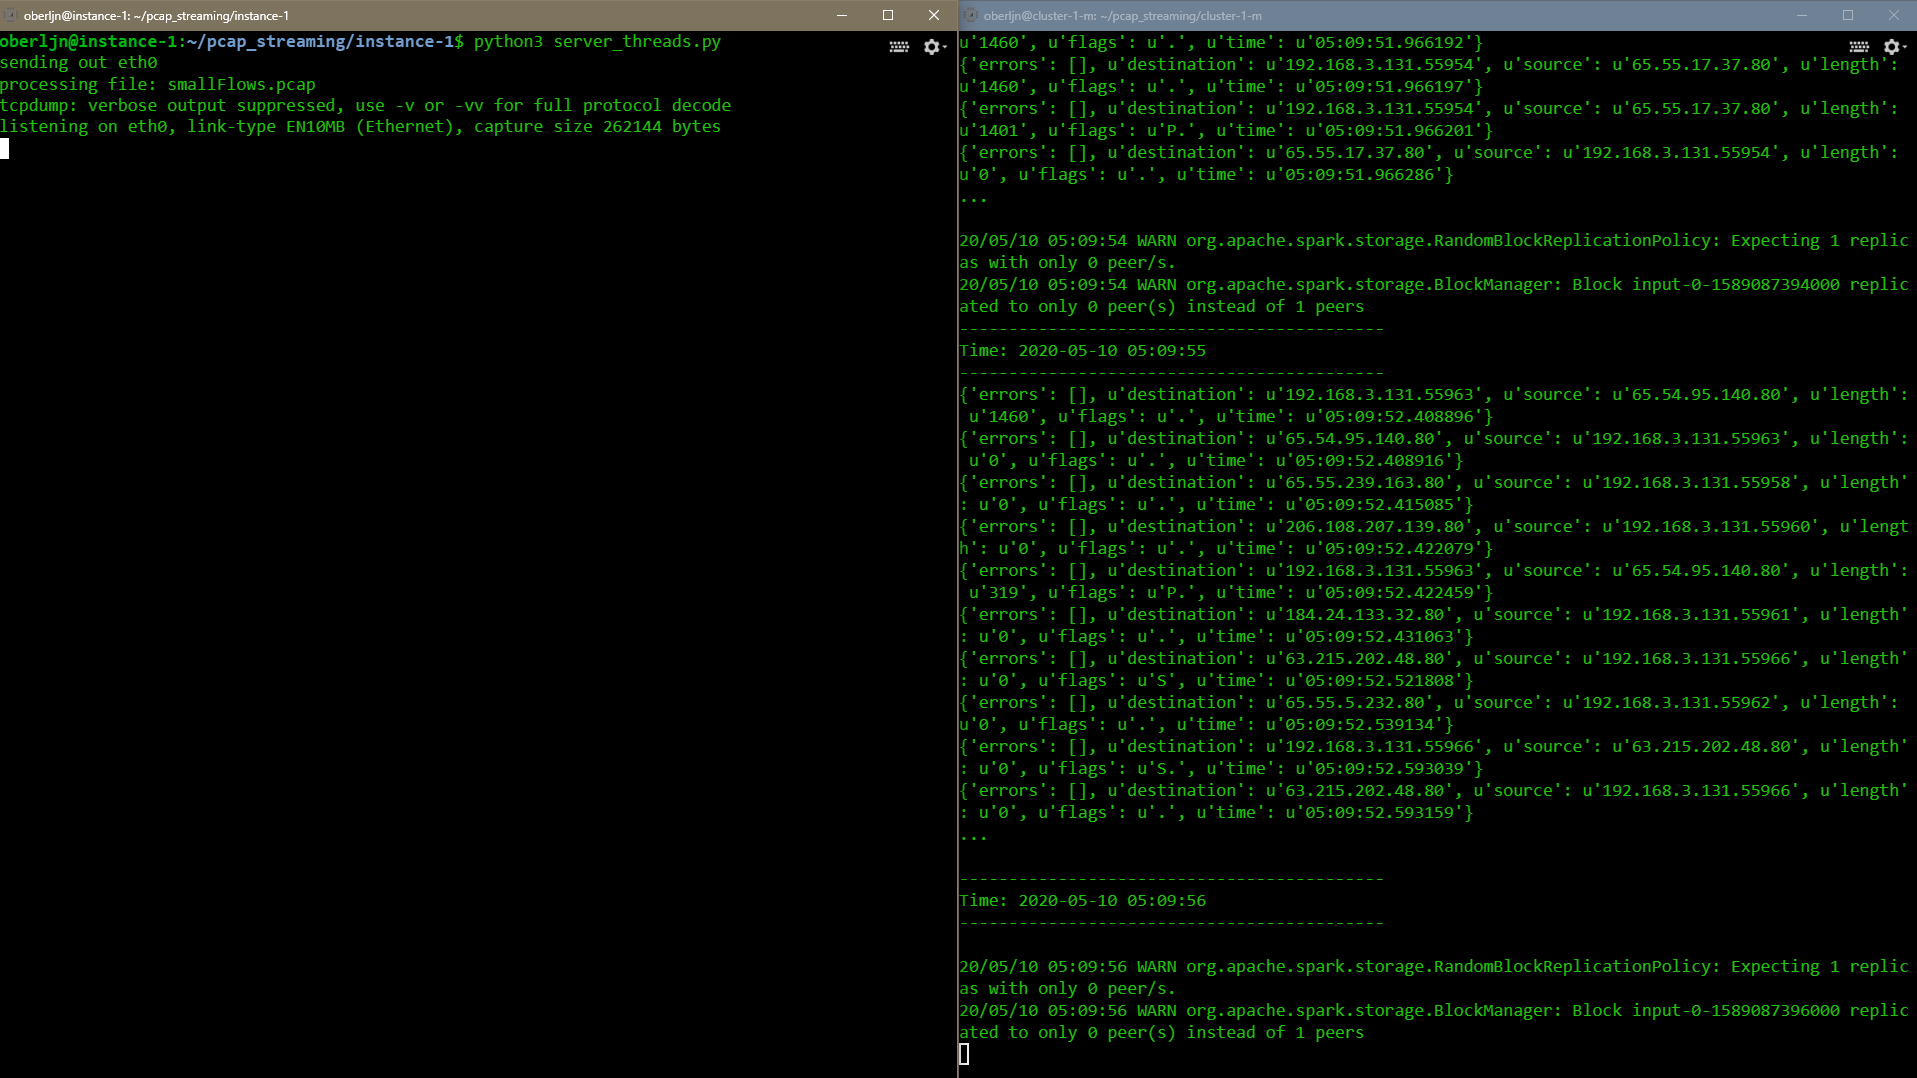 oberljn@instance-1: ~/pcap_streaming/instance-1
oberljn@instance-1:~/pcap_streaming/instance-1$ python3 server_threads.py
sending out eth0
processing file: smallFlows.pcap
tcpdump: verbose output suppressed, use -v or -vv for full protocol decode
listening on eth0, link-type EN10MB (Ethernet), capture size 262144 bytes
oberljn@cluster-1-m: ~/pcap_streaming/cluster-1-m
u'1460', u'flags': u'.', u'time': u'05:09:51.966192'}
{'errors': [], u'destination': u'192.168.3.131.55954', u'source': u'65.55.17.37.80', u'length':
u'1460', u'flags': u'.', u'time': u'05:09:51.966197'}
{'errors': [], u'destination': u'192.168.3.131.55954', u'source': u'65.55.17.37.80', u'length':
u'1401', u'flags': u'P.', u'time': u'05:09:51.966201'}
{'errors': [], u'destination': u'65.55.17.37.80', u'source': u'192.168.3.131.55954', u'length':
u'0', u'flags': u'.', u'time': u'05:09:51.966286'}
...
20/05/10 05:09:54 WARN org.apache.spark.storage.RandomBlockReplicationPolicy: Expecting 1 replic
as with only 0 peer/s.
20/05/10 05:09:54 WARN org.apache.spark.storage.BlockManager: Block input-0-1589087394000 replic
ated to only 0 peer(s) instead of 1 peers
-------------------------------------------
Time: 2020-05-10 05:09:55
-------------------------------------------
{'errors': [], u'destination': u'192.168.3.131.55963', u'source': u'65.54.95.140.80', u'length':
 u'1460', u'flags': u'.', u'time': u'05:09:52.408896'}
{'errors': [], u'destination': u'65.54.95.140.80', u'source': u'192.168.3.131.55963', u'length':
 u'0', u'flags': u'.', u'time': u'05:09:52.408916'}
{'errors': [], u'destination': u'65.55.239.163.80', u'source': u'192.168.3.131.55958', u'length'
: u'0', u'flags': u'.', u'time': u'05:09:52.415085'}
{'errors': [], u'destination': u'206.108.207.139.80', u'source': u'192.168.3.131.55960', u'lengt
h': u'0', u'flags': u'.', u'time': u'05:09:52.422079'}
{'errors': [], u'destination': u'192.168.3.131.55963', u'source': u'65.54.95.140.80', u'length':
 u'319', u'flags': u'P.', u'time': u'05:09:52.422459'}
{'errors': [], u'destination': u'184.24.133.32.80', u'source': u'192.168.3.131.55961', u'length'
: u'0', u'flags': u'.', u'time': u'05:09:52.431063'}
{'errors': [], u'destination': u'63.215.202.48.80', u'source': u'192.168.3.131.55966', u'length'
: u'0', u'flags': u'S', u'time': u'05:09:52.521808'}
{'errors': [], u'destination': u'65.55.5.232.80', u'source': u'192.168.3.131.55962', u'length':
u'0', u'flags': u'.', u'time': u'05:09:52.539134'}
{'errors': [], u'destination': u'192.168.3.131.55966', u'source': u'63.215.202.48.80', u'length'
: u'0', u'flags': u'S.', u'time': u'05:09:52.593039'}
{'errors': [], u'destination': u'63.215.202.48.80', u'source': u'192.168.3.131.55966', u'length'
: u'0', u'flags': u'.', u'time': u'05:09:52.593159'}
...
-------------------------------------------
Time: 2020-05-10 05:09:56
-------------------------------------------
20/05/10 05:09:56 WARN org.apache.spark.storage.RandomBlockReplicationPolicy: Expecting 1 replic
as with only 0 peer/s.
20/05/10 05:09:56 WARN org.apache.spark.storage.BlockManager: Block input-0-1589087396000 replic
ated to only 0 peer(s) instead of 1 peers